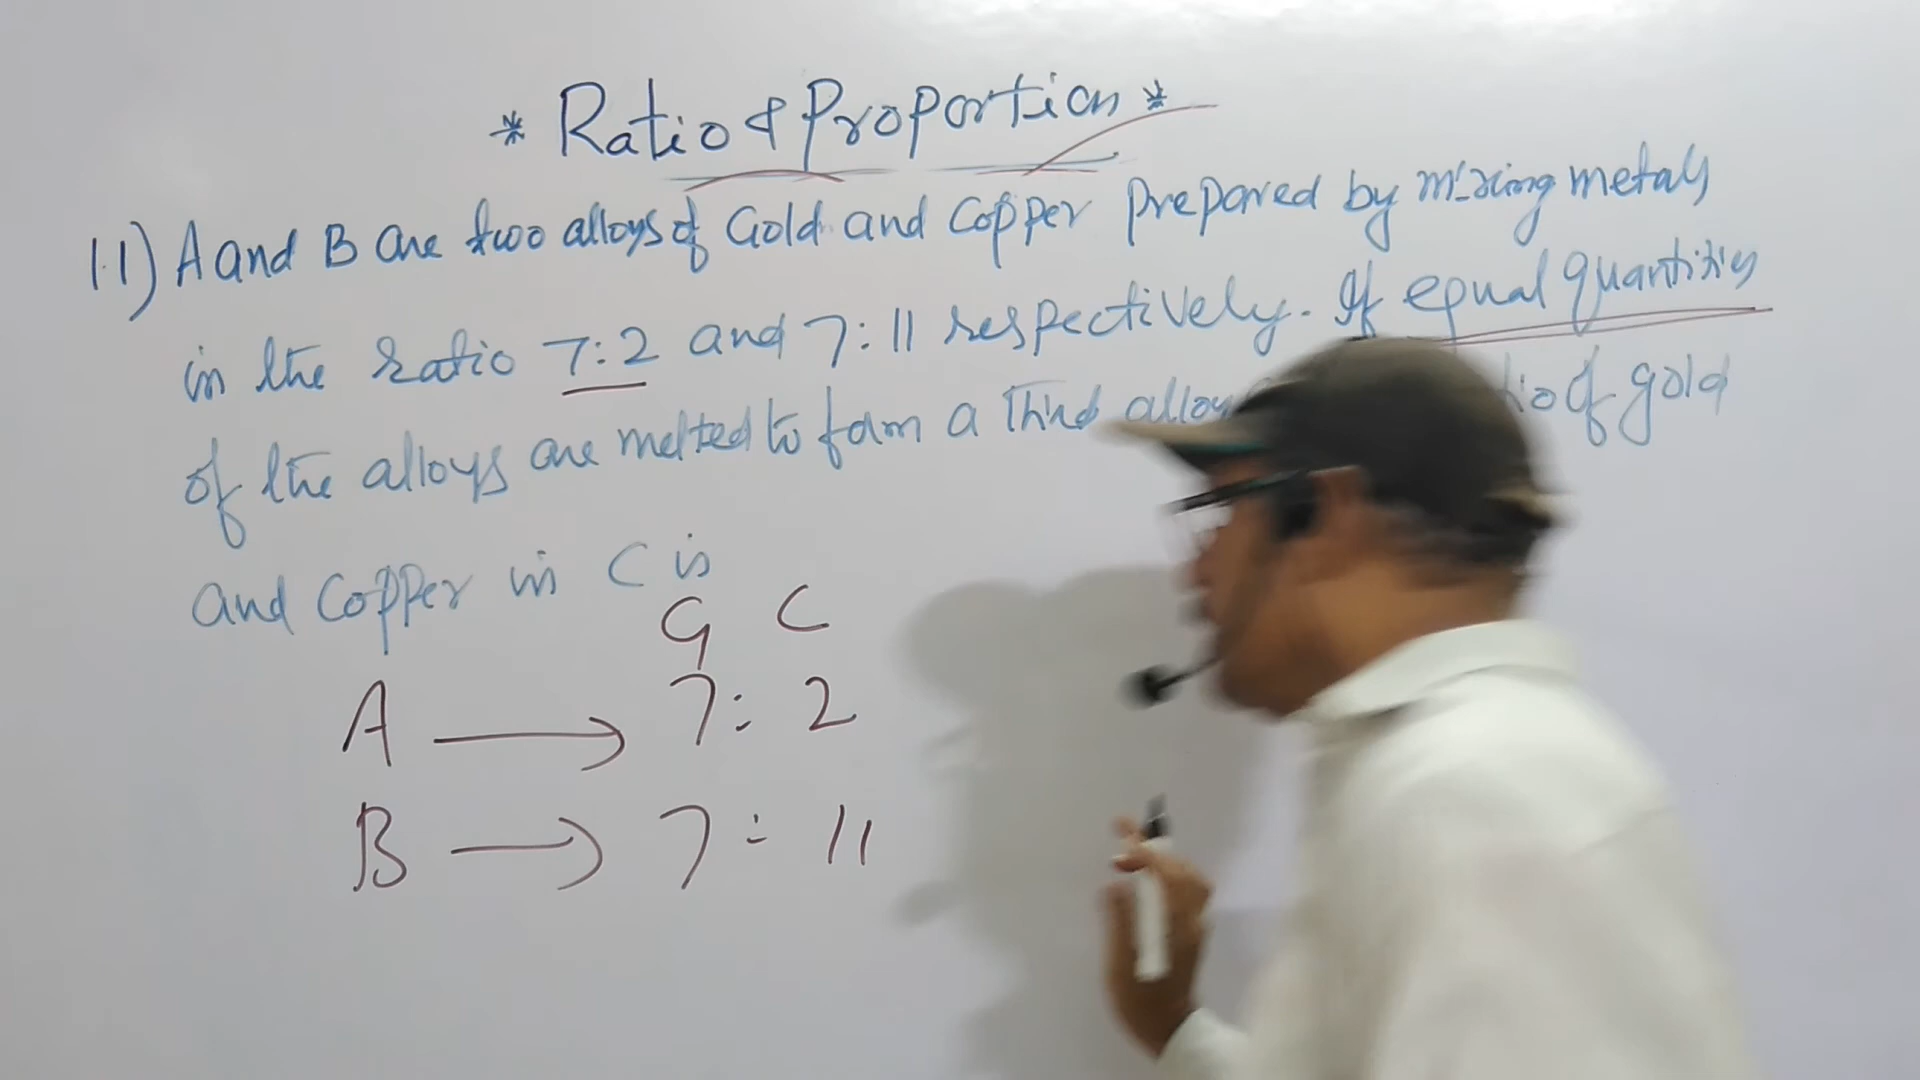 * Ratio & Proportion *
11) A and B are two alloys of Gold and Copper prepared by mixing metals
in the ratio 7:2 and 7:11 respectively. If equal quantities
of the alloys are melted to form a third of gold
and Copper in C is
G C
A → 7:2
B → 7:11